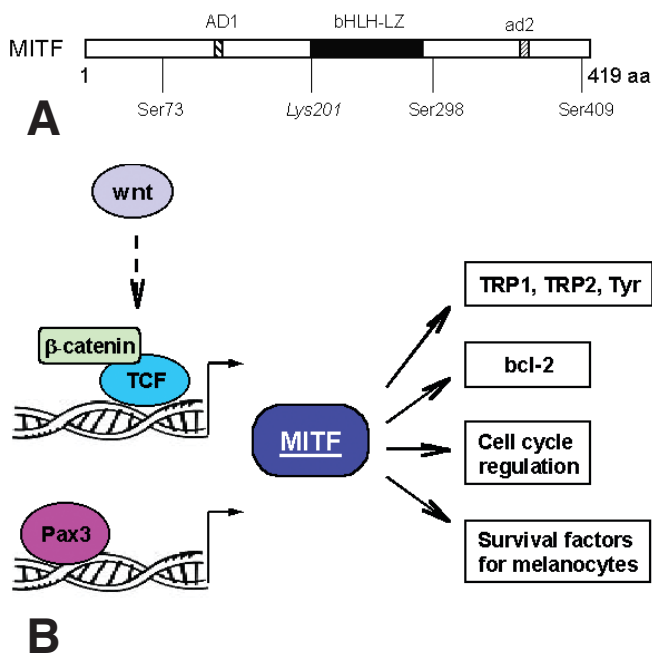 AD1 bHLH-LZ ad2
MITF
1 419 aa
Ser73 Lys201 Ser298 Ser409
A
wnt
TRP1, TRP2, Tyr
β-catenin
TCF
bcl-2
MITF
Cell cycle
regulation
Pax3
Survival factors
for melanocytes
B